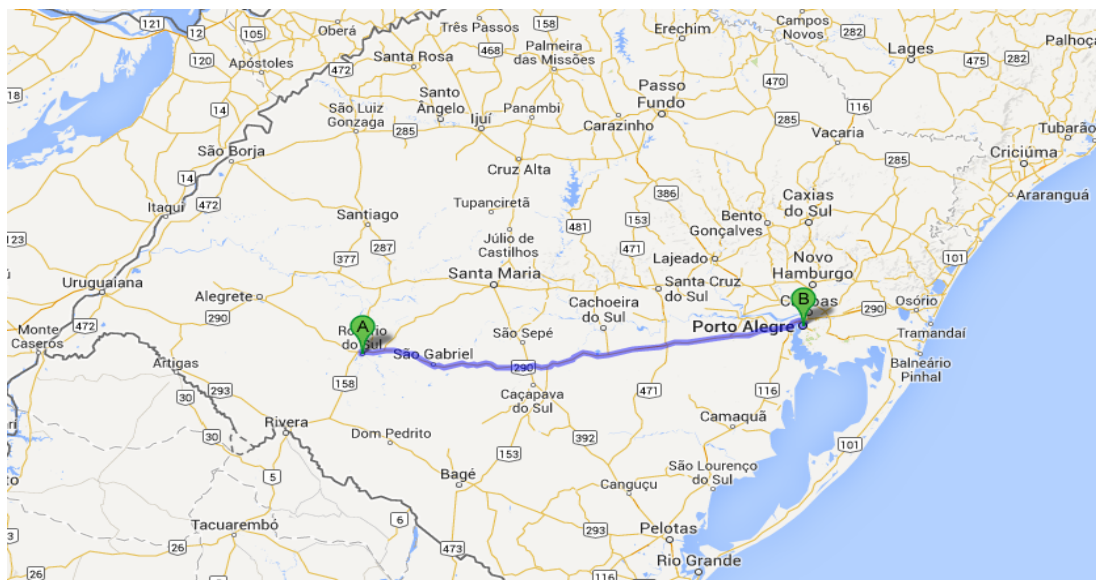 121
12
105
Oberá
Três Passos
158
Erechim
Campos
Novos
282
Lages
Palhoça
Santa Rosa
468
Palmeira
das Missões
475
282
120
Apóstoles
472
470
18
Santo
Ângelo
Passo
Fundo
116
14
São Luiz
Gonzaga
285
Ijuí
Panambi
Carazinho
285
Vacaria
Tubarão
São Borja
Cruz Alta
285
Criciúma
14
472
386
Caxias
do Sul
Araranguá
Itaqui
Santiago
Tupanciretã
153
Bento
Gonçalves
123
287
Júlio de
Castilhos
481
471
377
Lajeado
Novo
Hamburgo
101
Uruguaiana
Santa Maria
Santa Cruz
do Sul
Alegrete
Cachoeira
do Sul
B
290
Osório
Monte
Caseros
472
290
A
São Sepé
Porto Alegre
Tramandaí
do Sul
São Gabriel
290
Balneário
Pinhal
Artigas
158
Caçapava
do Sul
471
116
293
30
Camaquã
Rivera
30
Dom Pedrito
392
101
153
Bagé
São Lourenço
do Sul
5
Canguçu
Tacuarembó
6
293
Pelotas
3
26
26
473
116
Rio Grande